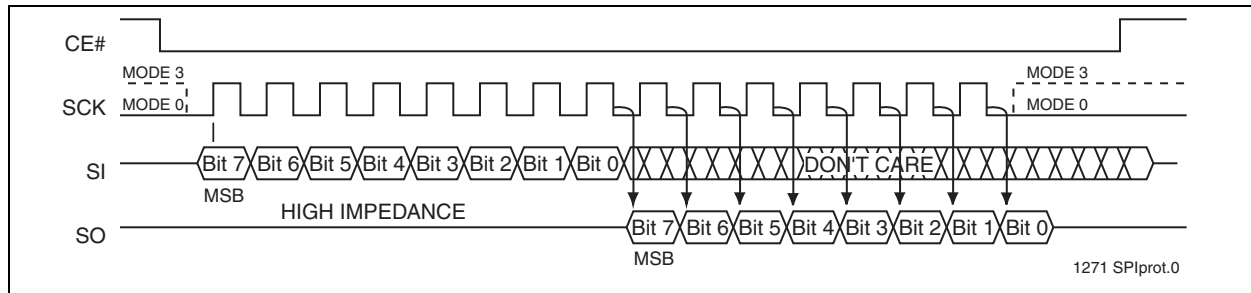 CE#
MODE 3
MODE 3
SCK
MODE 0
MODE 0
SI
Bit 7 Bit 6 Bit 5 Bit 4 Bit 3 Bit 2 Bit 1 Bit 0
DON'T CARE
MSB
HIGH IMPEDANCE
SO
Bit 7 Bit 6 Bit 5 Bit 4 Bit 3 Bit 2 Bit 1 Bit 0
MSB
1271 SPIprot.0